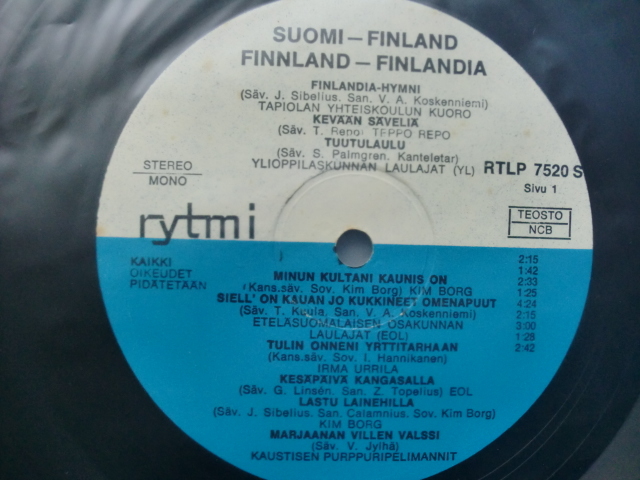 SUOMI – FINLAND
FINNLAND – FINLANDIA
FINLANDIA-HYMNI
(Säv. J. Sibelius. San. V. A. Koskenniemi)
TAPIOLAN YHTEISKOULUN KUORO
KEVÄÄN SÄVELIÄ
(Säv. T. Repo) TEPPO REPO
TUUTULAULU
(Säv. S. Palmgren. Kanteletar)
YLIOPPILASKUNNAN LAULAJAT (YL)
STEREO
MONO
RTLP 7520 S
Sivu 1
rytmi
TEOSTO
NCB
KAIKKI
OIKEUDET
PIDÄTETÄÄN
MINUN KULTANI KAUNIS ON
(Kans.säv. Sov. Kim Borg) KIM BORG
SIELL' ON KAUAN JO KUKKINEET OMENAPUUT
(Säv. T. Kuula. San. V. A. Koskenniemi)
ETELÄSUOMALAISEN OSAKUNNAN
LAULAJAT (EOL)
TULIN ONNENI YRTTITARHAAN
(Kans.säv. Sov. I. Hannikainen)
IRMA URRILA
KESÄPÄIVÄ KANGASALLA
(Säv. G. Linsén. San. Z. Topelius) EOL
LASTU LAINEHILLA
(Säv. J. Sibelius. San. Calamnius. Sov. Kim Borg)
KIM BORG
MARJAANAN VILLEN VALSSI
(Säv. V. Jylhä)
KAUSTISEN PURPPURIPELIMANNIT
2:15
1:42
2:33
1:25
4:24
2:15
3:00
1:28
2:42